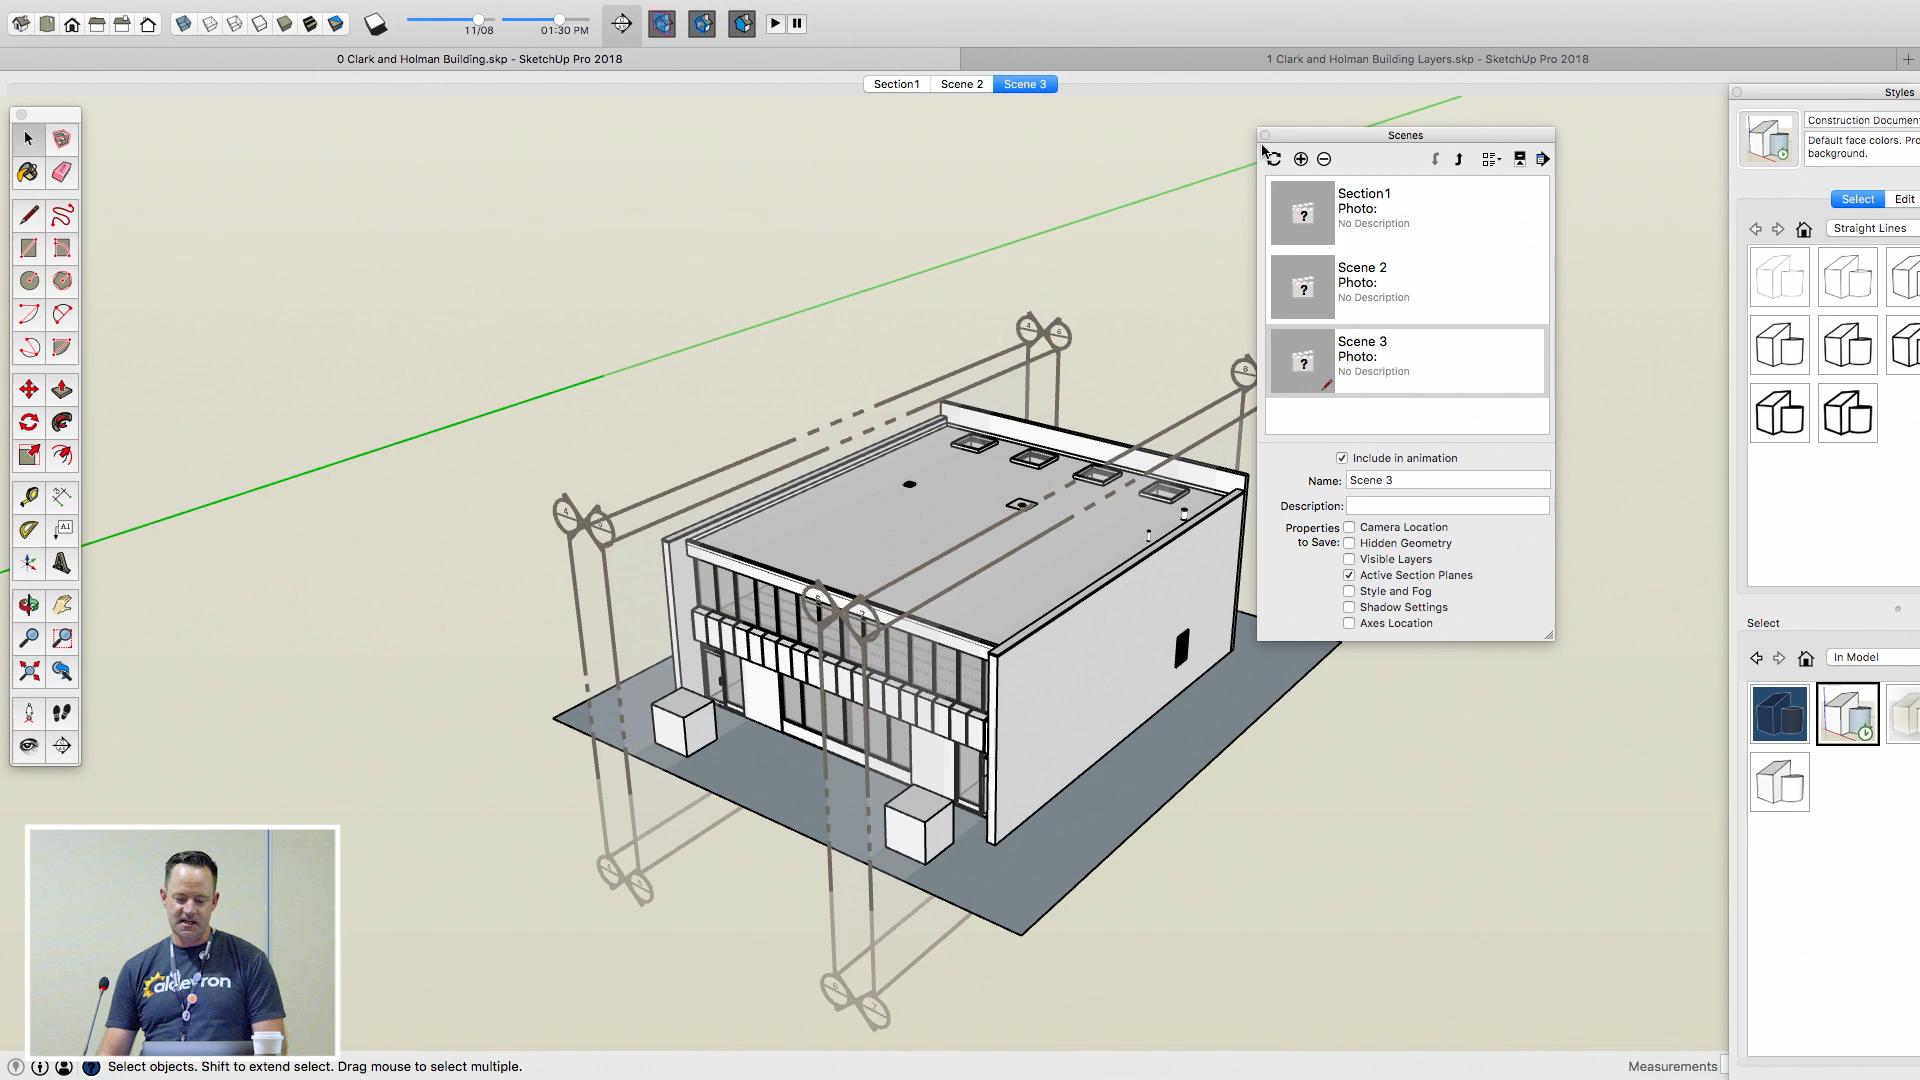 11/08
01:30 PM
0 Clark and Holman Building.skp - SketchUp Pro 2018
1 Clark and Holman Building Layers.skp - SketchUp Pro 2018
Section1
Scene 2
Scene 3
Styles
Construction Document
Default face colors. Pro
background.
Select
Edit
Straight Lines
Select
In Model
Scenes
Section1
Photo:
No Description
Scene 2
Photo:
No Description
Scene 3
Photo:
No Description
Include in animation
Name: Scene 3
Description:
Properties
to Save:
Camera Location
Hidden Geometry
Visible Layers
Active Section Planes
Style and Fog
Shadow Settings
Axes Location
A1
4
6
Select objects. Shift to extend select. Drag mouse to select multiple.
Measurements